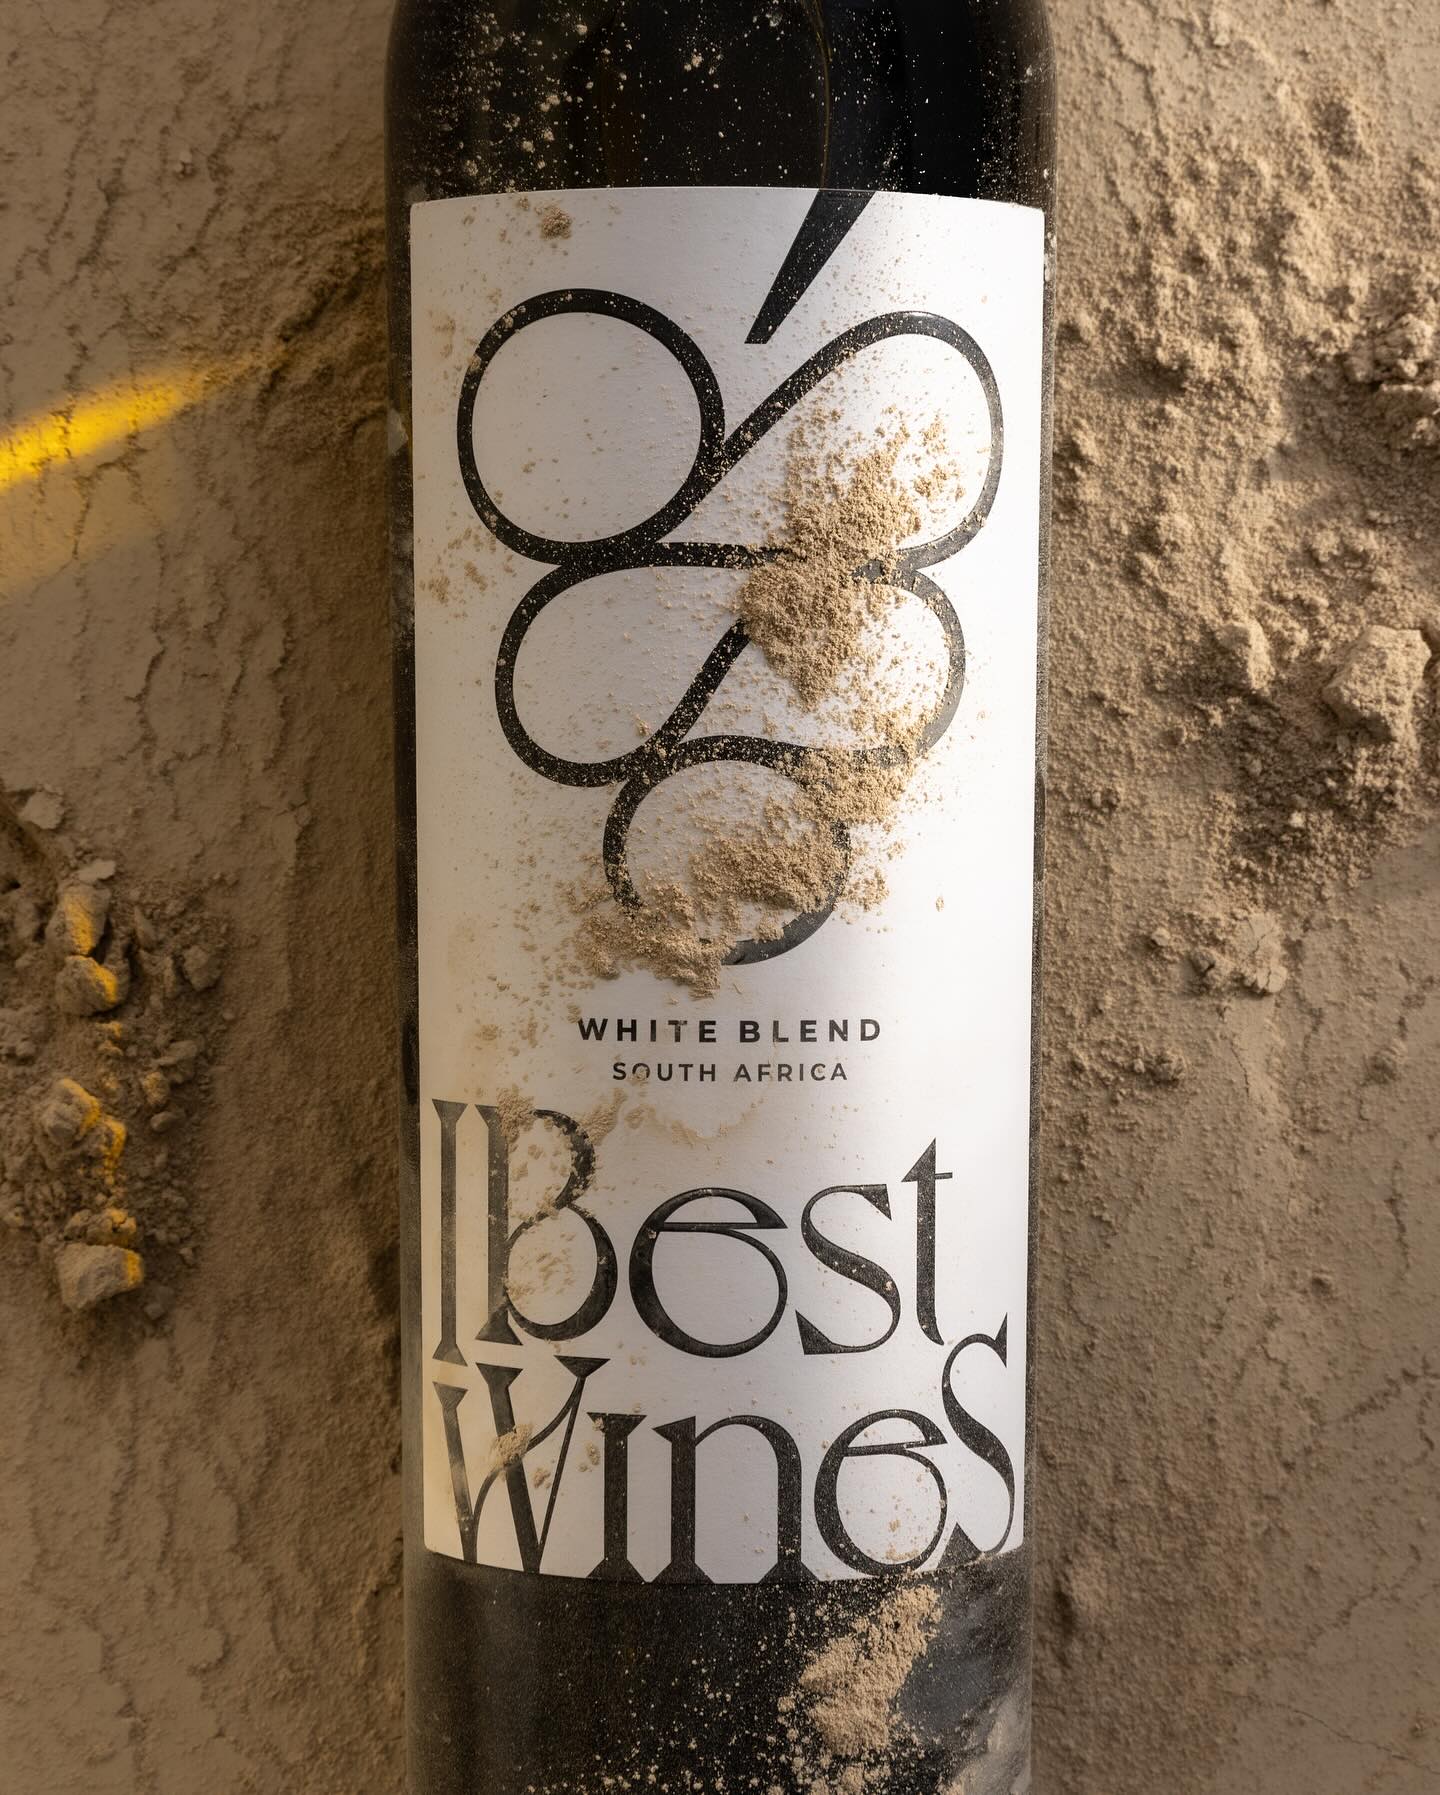 WHITE BLEND
SOUTH AFRICA
Best
Wines